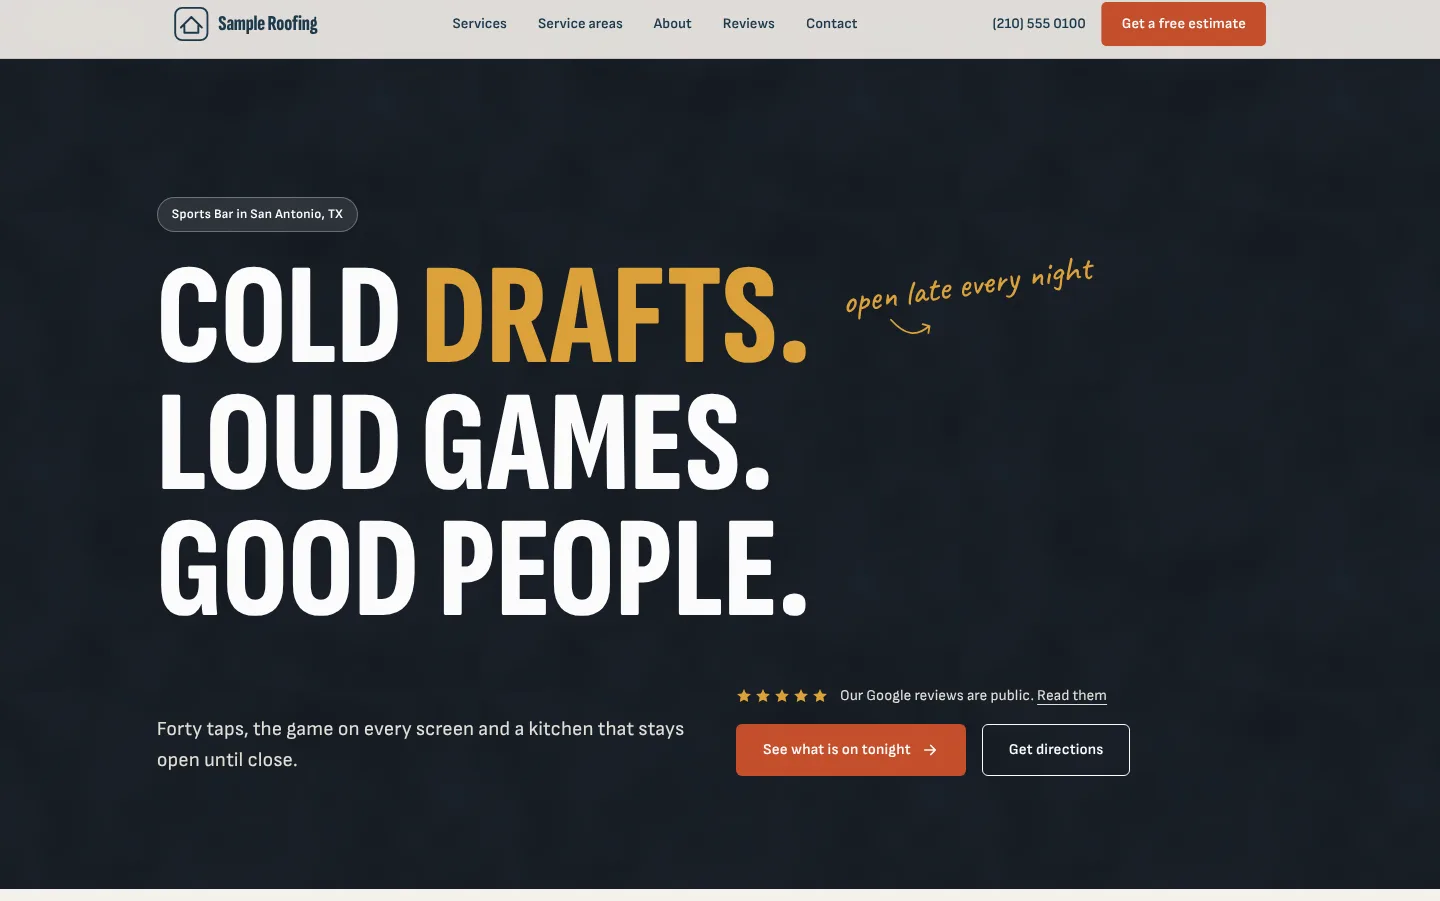 Sample Roofing
Services
Service areas
About
Reviews
Contact
(210) 555 0100
Get a free estimate
Sports Bar in San Antonio, TX
COLD DRAFTS.
open late every night
LOUD GAMES.
GOOD PEOPLE.
Our Google reviews are public. Read them
Forty taps, the game on every screen and a kitchen that stays
open until close.
See what is on tonight
Get directions